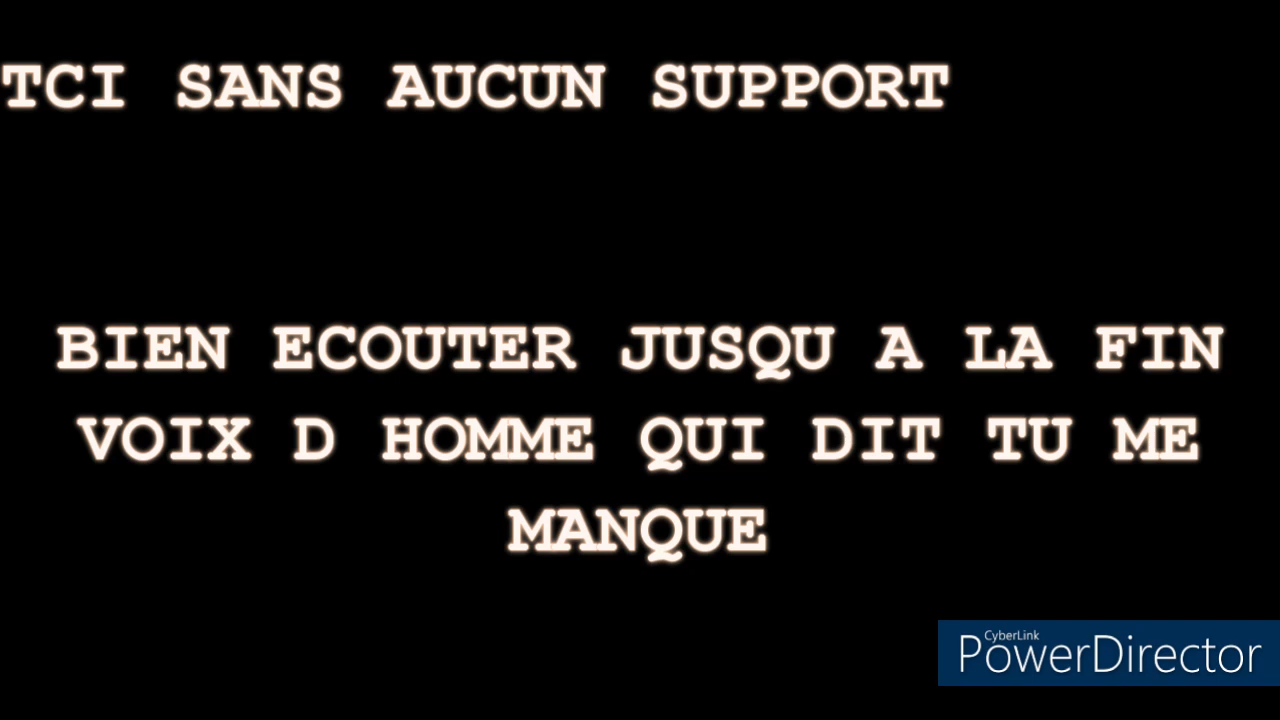 TCI SANS AUCUN SUPPORT
BIEN ECOUTER JUSQU A LA FIN
VOIX D HOMME QUI DIT TU ME
MANQUE
CyberLink
PowerDirector